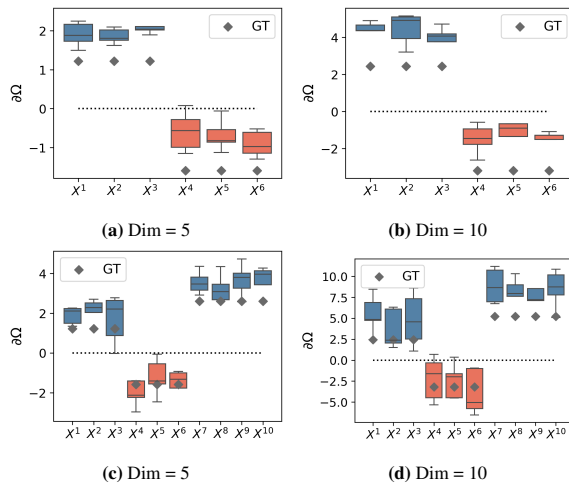 GT
∂Ω
2
1
0
−1
X¹ X² X³ X⁴ X⁵ X⁶
(a) Dim = 5
GT
∂Ω
4
2
0
−2
X¹ X² X³ X⁴ X⁵ X⁶
(b) Dim = 10
GT
∂Ω
4
2
0
−2
X¹ X² X³ X⁴ X⁵ X⁶ X⁷ X⁸ X⁹ X¹⁰
(c) Dim = 5
GT
∂Ω
10.0
7.5
5.0
2.5
0.0
−2.5
−5.0
X¹ X² X³ X⁴ X⁵ X⁶ X⁷ X⁸ X⁹ X¹⁰
(d) Dim = 10